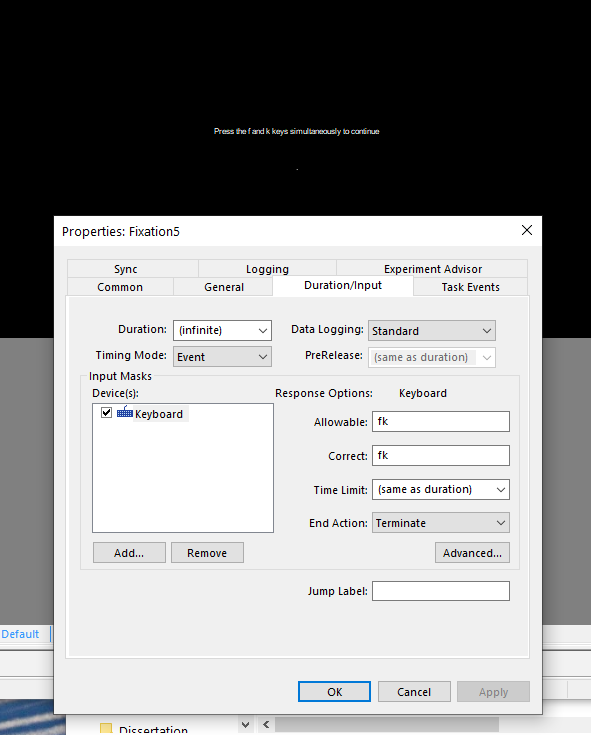 Press the f and k keys simultaneously to continue
.
Properties: Fixation5
Sync Logging Experiment Advisor
Common General Duration/Input Task Events
Duration: (infinite) Data Logging: Standard
Timing Mode: Event PreRelease: (same as duration)
Input Masks
Device(s): Response Options: Keyboard
Keyboard
Allowable: fk
Correct: fk
Time Limit: (same as duration)
End Action: Terminate
Add... Remove Advanced...
Jump Label:
Default
OK Cancel Apply
Dissertation